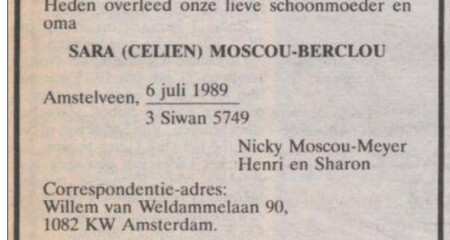 Heden overleed onze lieve schoonmoeder en
oma
SARA (CELIEN) MOSCOU-BERCLOU
Amstelveen, 6 juli 1989
3 Siwan 5749
Nicky Moscou-Meyer
Henri en Sharon
Correspondentie-adres:
Willem van Weldammelaan 90,
1082 KW Amsterdam.